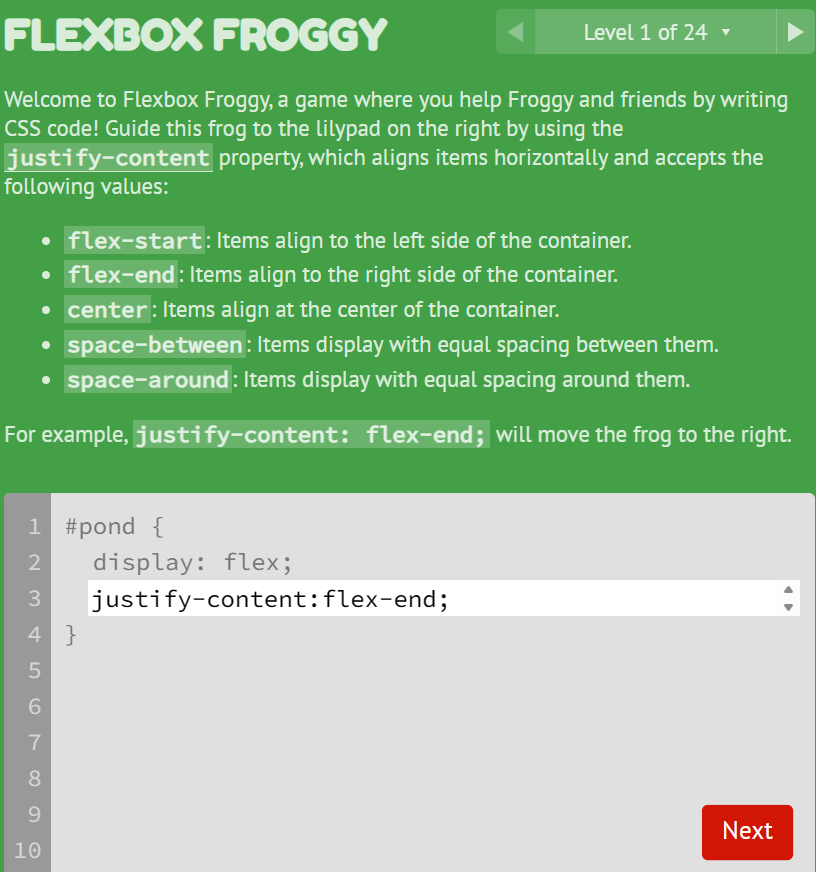 FLEXBOX FROGGY
Level 1 of 24
Welcome to Flexbox Froggy, a game where you help Froggy and friends by writing
CSS code! Guide this frog to the lilypad on the right by using the
justify-content property, which aligns items horizontally and accepts the
following values:
• flex-start: Items align to the left side of the container.
• flex-end: Items align to the right side of the container.
• center: Items align at the center of the container.
• space-between: Items display with equal spacing between them.
• space-around: Items display with equal spacing around them.
For example, justify-content: flex-end; will move the frog to the right.
1 #pond {
2 display: flex;
3 justify-content:flex-end;
4 }
5
6
7
8
9
Next
10